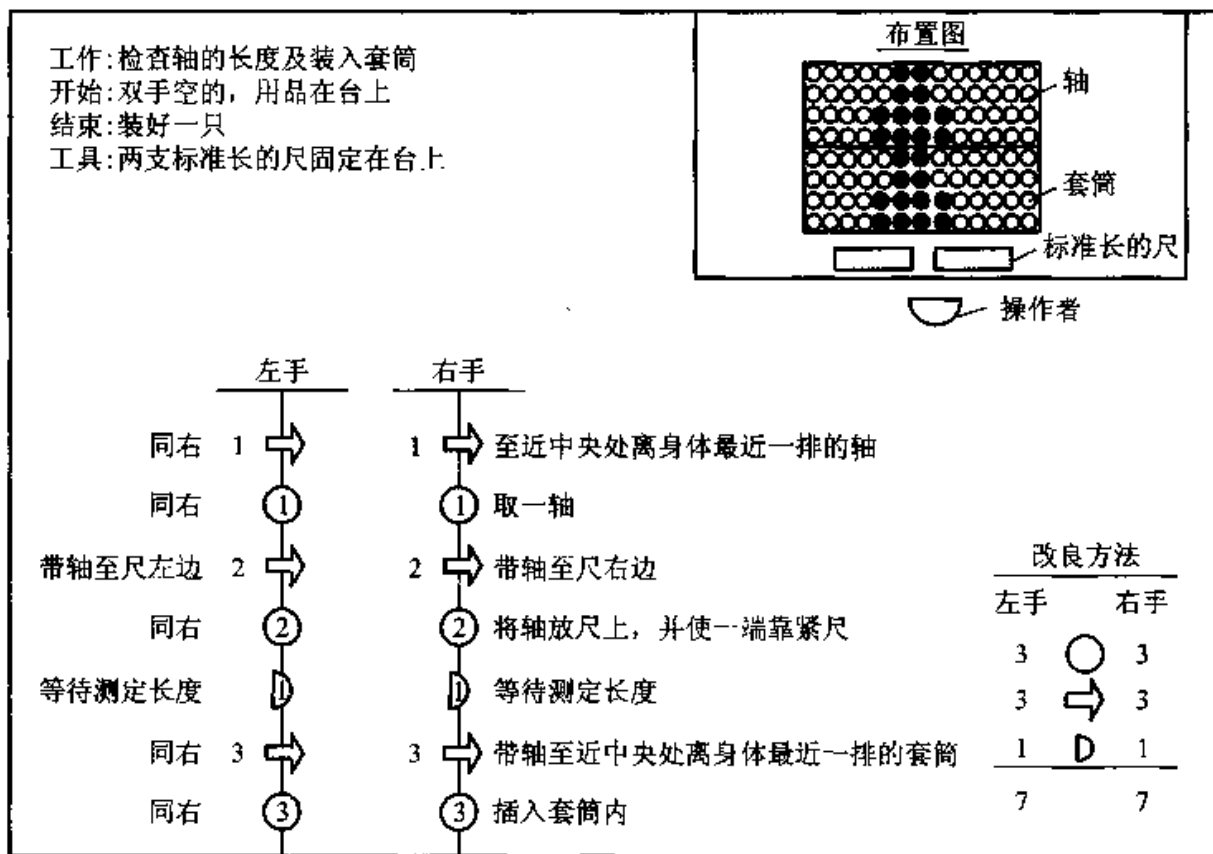 工作:检查轴的长度及装入套筒
开始:双手空的，用品在台上
结束:装好一只
工具:两支标准长的尺固定在台上
布置图
轴
套筒
标准长的尺
操作者
左手 右手
同右 1 1 至近中央处离身体最近一排的轴
同右 1 1 取一轴
带轴至尺左边 2 2 带轴至尺右边
同右 2 2 将轴放尺上，并使一端靠紧尺
等待测定长度 1 1 等待测定长度
同右 3 3 带轴至近中央处离身体最近一排的套筒
同右 3 3 插入套筒内
改良方法
左手 右手
3 3
3 3
1 D 1
7 7